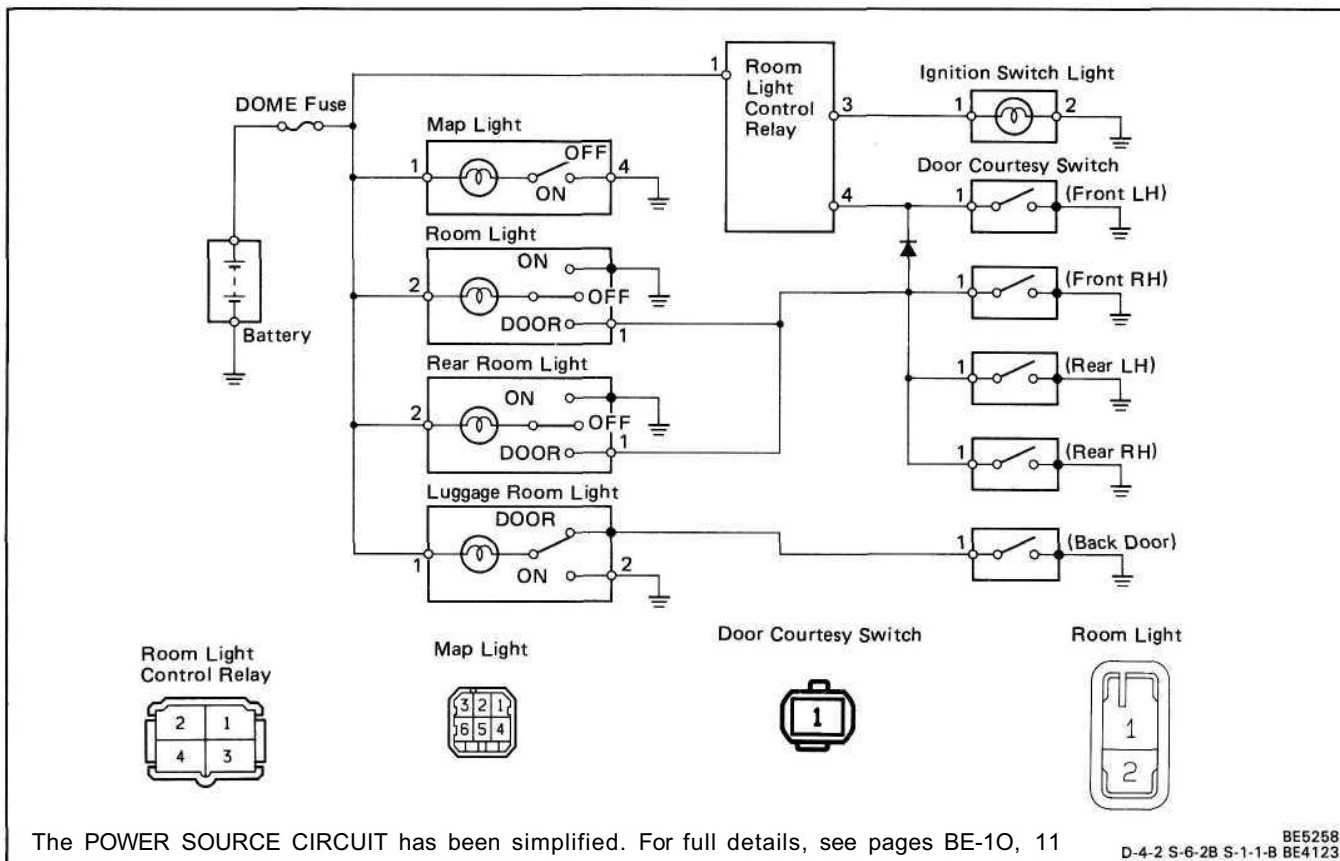 1
Room
Light
Control
Relay
3
4
Ignition Switch Light
1
2
DOME Fuse
Map Light
1
OFF
ON
4
Door Courtesy Switch
1
(Front LH)
Room Light
2
ON
OFF
DOOR
1
1
(Front RH)
Battery
Rear Room Light
2
ON
OFF
DOOR
1
1
(Rear LH)
1
(Rear RH)
Luggage Room Light
1
DOOR
ON
2
1
(Back Door)
Room Light
Control Relay
2 1
4 3
Map Light
3 2 1
6 5 4
Door Courtesy Switch
1
Room Light
1
2
The POWER SOURCE CIRCUIT has been simplified. For full details, see pages BE-1O, 11
BE5258
D-4-2 S-6-2B S-1-1-B BE4123